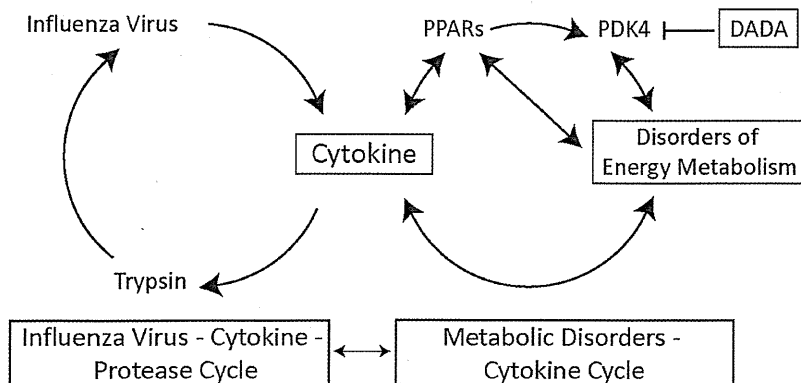 Influenza Virus
PPARs
PDK4
DADA
Cytokine
Disorders of
Energy Metabolism
Trypsin
Influenza Virus - Cytokine -
Protease Cycle
Metabolic Disorders -
Cytokine Cycle